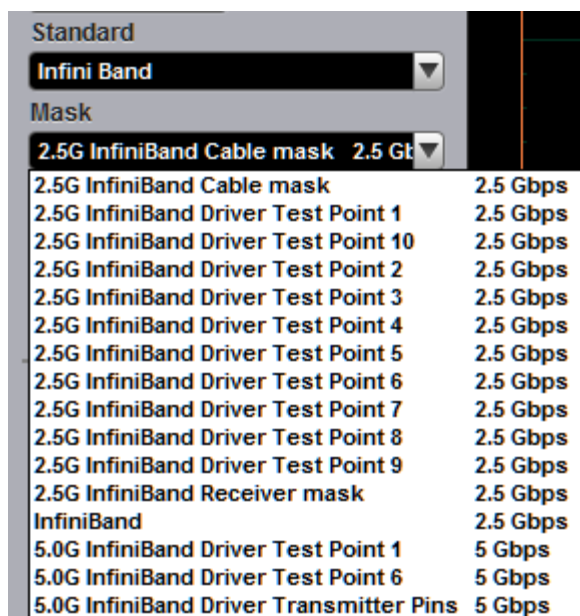 Standard
Infini Band
Mask
2.5G InfiniBand Cable mask 2.5 Gb
2.5G InfiniBand Cable mask 2.5 Gbps
2.5G InfiniBand Driver Test Point 1 2.5 Gbps
2.5G InfiniBand Driver Test Point 10 2.5 Gbps
2.5G InfiniBand Driver Test Point 2 2.5 Gbps
2.5G InfiniBand Driver Test Point 3 2.5 Gbps
2.5G InfiniBand Driver Test Point 4 2.5 Gbps
2.5G InfiniBand Driver Test Point 5 2.5 Gbps
2.5G InfiniBand Driver Test Point 6 2.5 Gbps
2.5G InfiniBand Driver Test Point 7 2.5 Gbps
2.5G InfiniBand Driver Test Point 8 2.5 Gbps
2.5G InfiniBand Driver Test Point 9 2.5 Gbps
2.5G InfiniBand Receiver mask 2.5 Gbps
InfiniBand 2.5 Gbps
5.0G InfiniBand Driver Test Point 1 5 Gbps
5.0G InfiniBand Driver Test Point 6 5 Gbps
5.0G InfiniBand Driver Transmitter Pins 5 Gbps